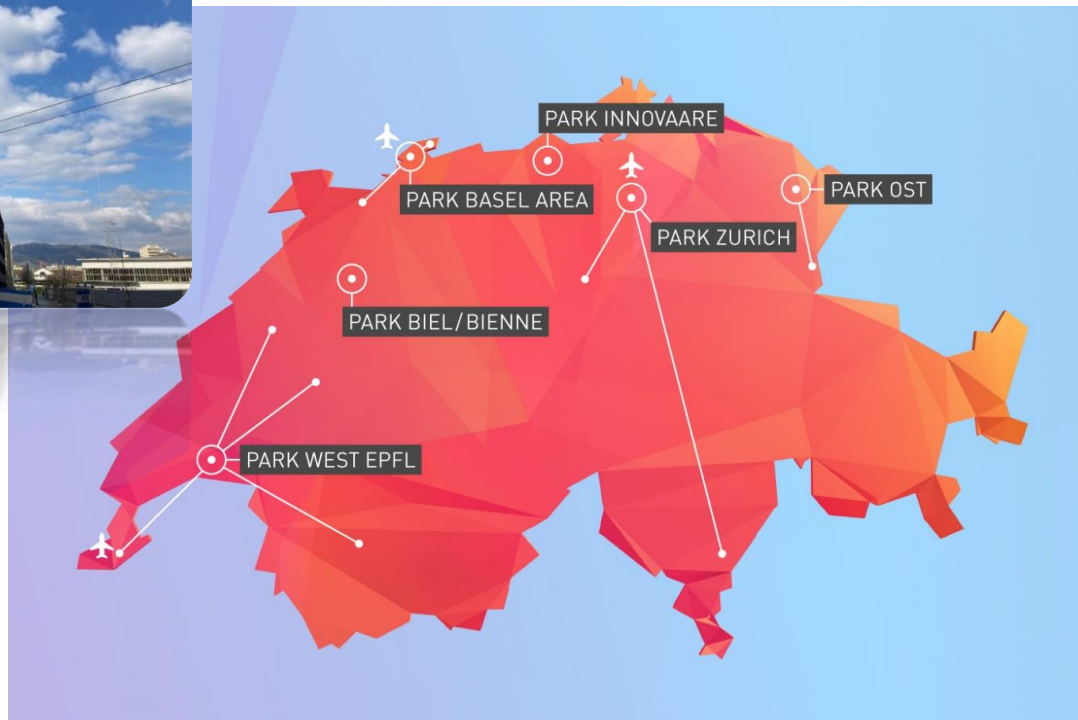 PARK INNOVAARE
PARK BASEL AREA
PARK OST
PARK ZURICH
PARK BIEL/BIENNE
PARK WEST EPFL